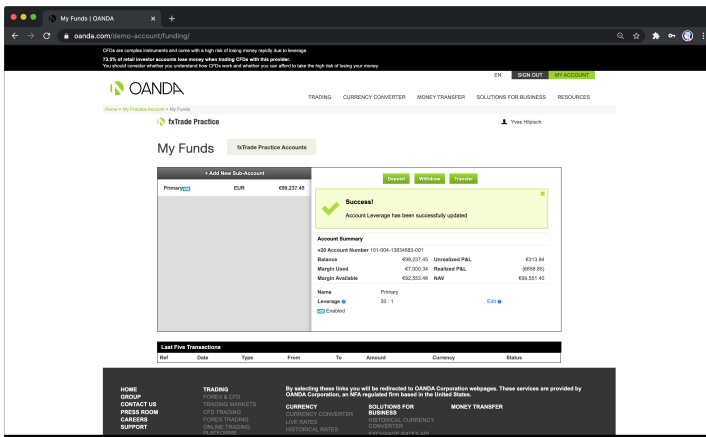 My Funds | OANDA
oanda.com/demo-account/funding/
CFDs are complex instruments and come with a high risk of losing money rapidly due to leverage.
73.5% of retail investor accounts lose money when trading CFDs with this provider.
You should consider whether you understand how CFDs work and whether you can afford to take the high risk of losing your money.
EN SIGN OUT MY ACCOUNT
OANDA
TRADING CURRENCY CONVERTER MONEY TRANSFER SOLUTIONS FOR BUSINESS RESOURCES
Home > My Practice Account > My Funds
fxTrade Practice Yves Hilpisch
My Funds fxTrade Practice Accounts
+ Add New Sub-Account
Primary v20 EUR €99,237.45
Deposit Withdraw Transfer
Success!
Account Leverage has been successfully updated
Account Summary
v20 Account Number 101-004-13834683-001
Balance €99,237.45 Unrealized P&L €313.94
Margin Used €7,000.34 Realized P&L
Margin Available €92,553.48 NAV €99,551.40
Name Primary
Leverage 30 : 1 Edit
v20 Enabled
Last Five Transactions
Ref Date Type From To Amount Currency Status
HOME
GROUP
CONTACT US
PRESS ROOM
CAREERS
SUPPORT
TRADING
FOREX & CFD
TRADING MARKETS
CFD TRADING
FOREX TRADING
ONLINE TRADING
PLATFORMS
By selecting these links you will be redirected to OANDA Corporation webpages. These services are provided by
OANDA Corporation, an NFA regulated firm based in the United States.
CURRENCY
CURRENCY CONVERTER
LIVE RATES
HISTORICAL RATES
SOLUTIONS FOR
BUSINESS
HISTORICAL CURRENCY
CONVERTER
EXCHANGE RATES API
MONEY TRANSFER